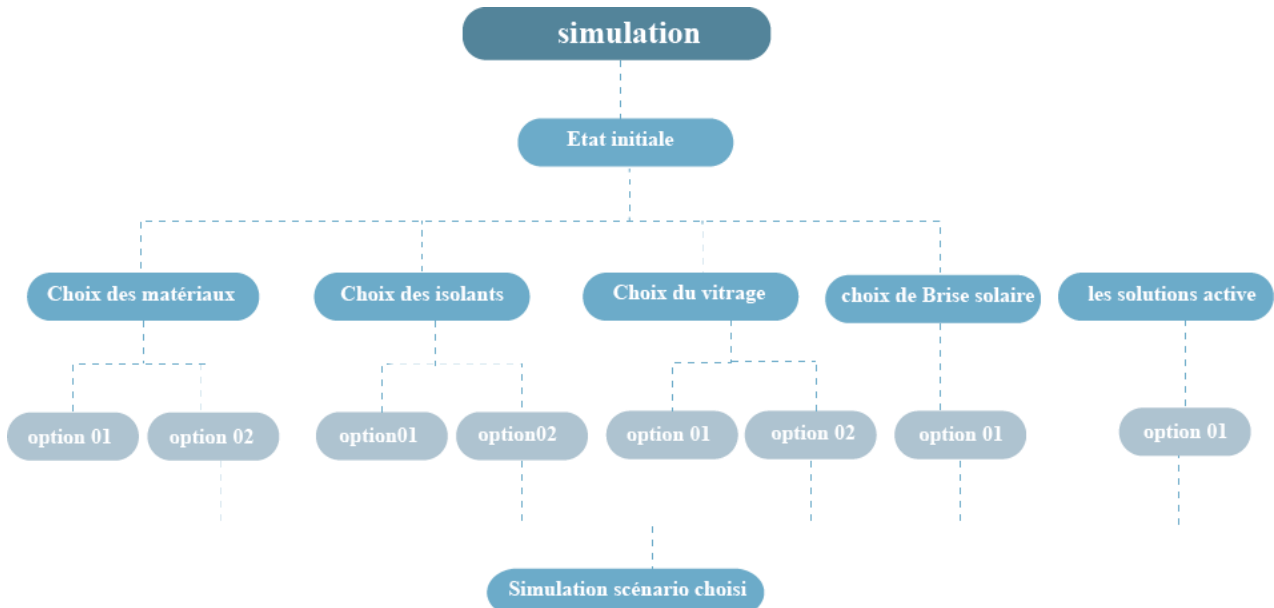 simulation
Etat initiale
Choix des matériaux
Choix des isolants
Choix du vitrage
choix de Brise solaire
les solutions active
option 01
option 02
option01
option02
option 01
option 02
option 01
option 01
Simulation scénario choisi